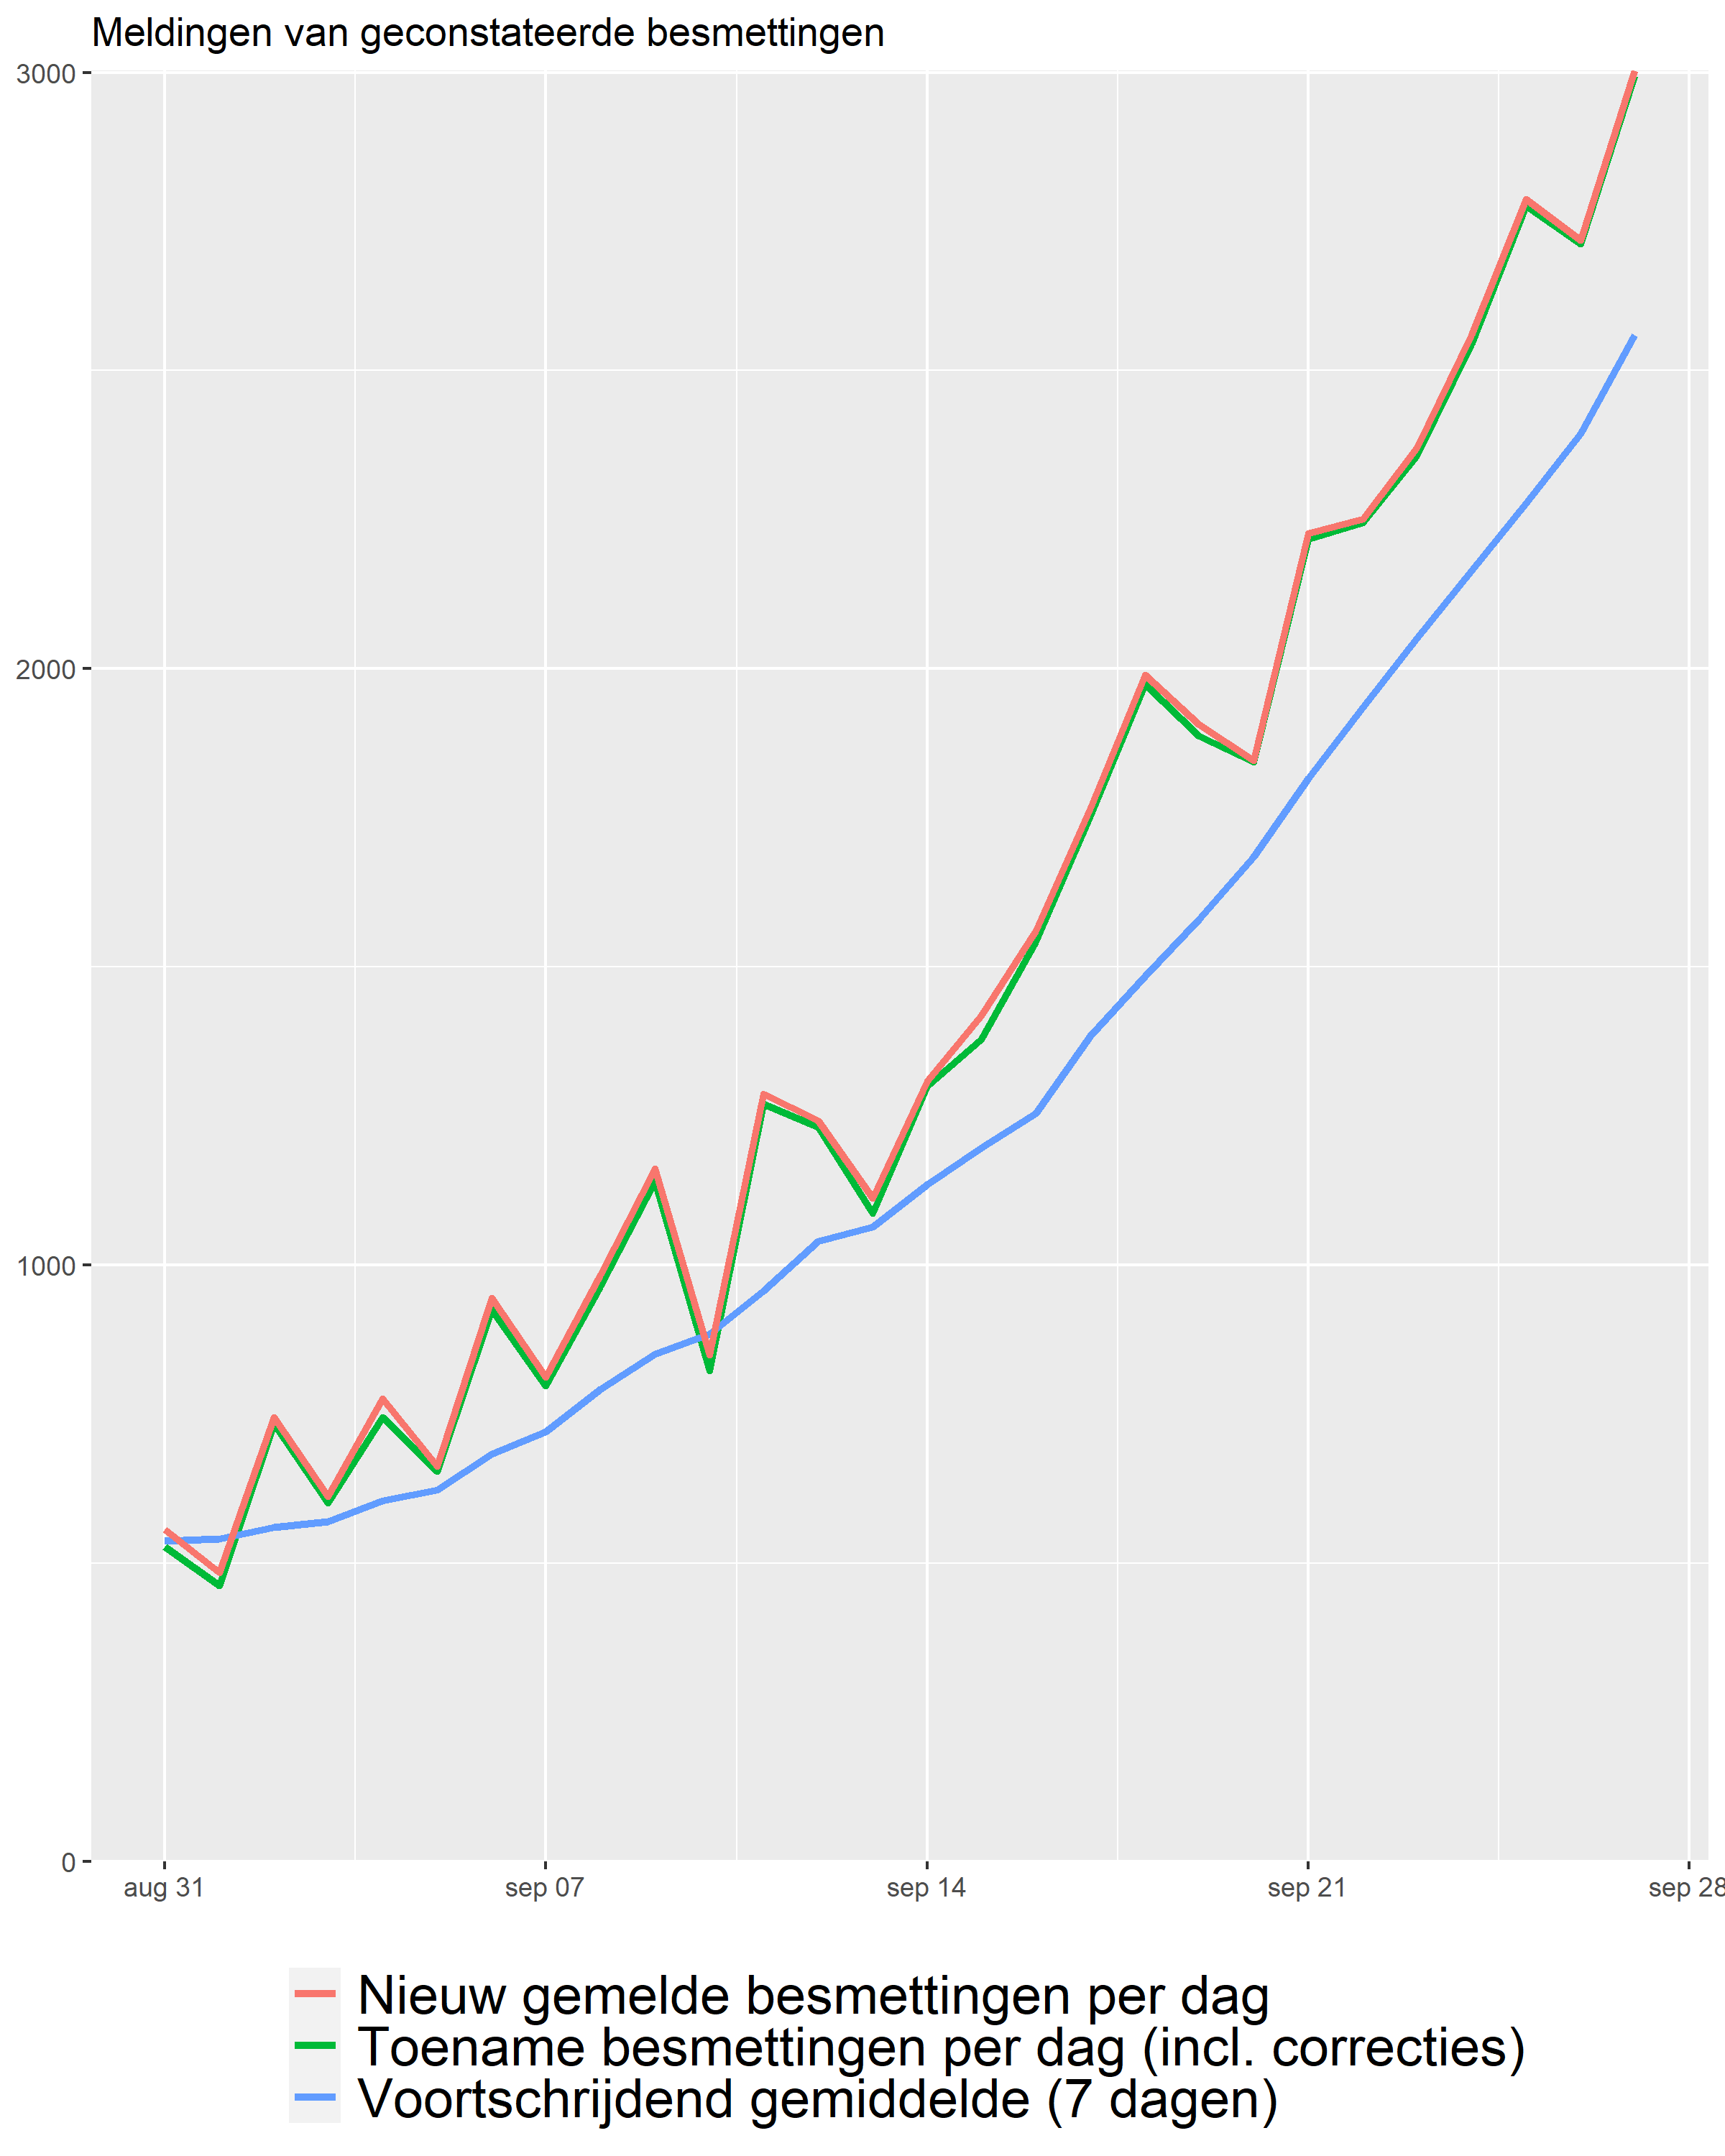 Meldingen van geconstateerde besmettingen
3000
2000
1000
0
aug 31 sep 07 sep 14 sep 21 sep 28
Nieuw gemelde besmettingen per dag
Toename besmettingen per dag (incl. correcties)
Voortschrijdend gemiddelde (7 dagen)